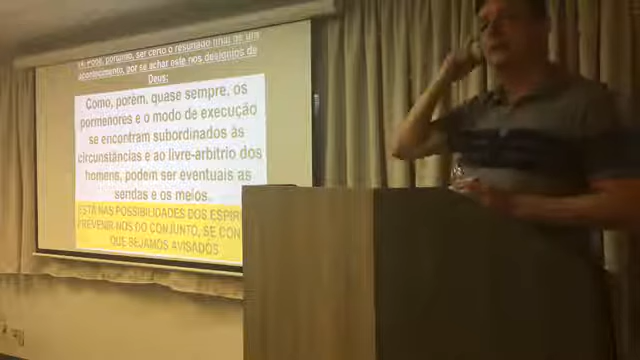 Pode, portanto, ser certo o resultado final de um
acontecimento, por se achar este nos desígnios de
Deus;
Como, porém, quase sempre, os
pormenores e o modo de execução
se encontram subordinados às
circunstâncias e ao livre-arbítrio dos
homens, podem ser eventuais as
sendas e os meios.
ESTÁ NAS POSSIBILIDADES DOS
PREVENIR-NOS DO CONJUNTO, SE
QUE SEJAMOS AVISADOS